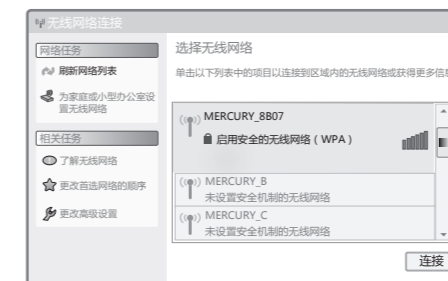 无线网络连接
网络任务
刷新网络列表
为家庭或小型办公室设
置无线网络
相关任务
了解无线网络
更改首选网络的顺序
更改高级设置
选择无线网络
单击以下列表中的项目以连接到区域内的无线网络或获得更多信
MERCURY_8B07
启用安全的无线网络（WPA）
MERCURY_B
未设置安全机制的无线网络
MERCURY_C
未设置安全机制的无线网络
连接